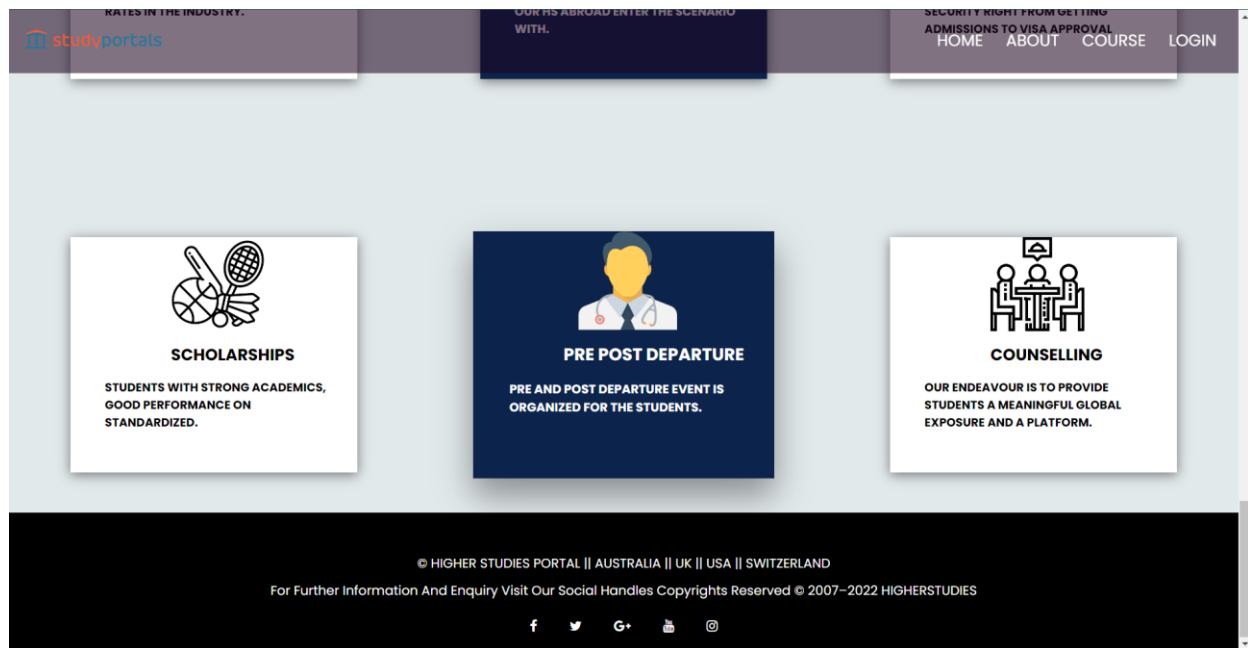 RATES IN THE INDUSTRY.
OUR HS ABROAD ENTER THE SCENARIO
WITH.
SECURITY RIGHT FROM GETTING
ADMISSIONS TO VISA APPROVAL
studyportals
HOME ABOUT COURSE LOGIN
SCHOLARSHIPS
STUDENTS WITH STRONG ACADEMICS,
GOOD PERFORMANCE ON
STANDARDIZED.
PRE POST DEPARTURE
PRE AND POST DEPARTURE EVENT IS
ORGANIZED FOR THE STUDENTS.
COUNSELLING
OUR ENDEAVOUR IS TO PROVIDE
STUDENTS A MEANINGFUL GLOBAL
EXPOSURE AND A PLATFORM.
© HIGHER STUDIES PORTAL || AUSTRALIA || UK || USA || SWITZERLAND
For Further Information And Enquiry Visit Our Social Handles Copyrights Reserved © 2007–2022 HIGHERSTUDIES